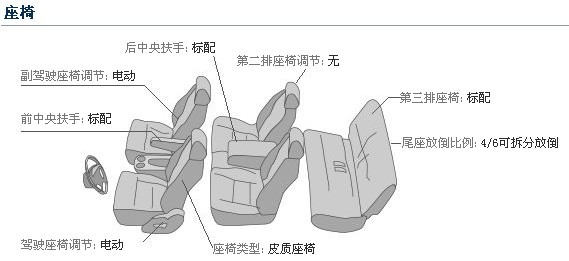 座椅
后中央扶手: 标配
第二排座椅调节: 无
副驾驶座椅调节: 电动
第三排座椅: 标配
前中央扶手: 标配
尾座放倒比例: 4/6可拆分放倒
驾驶座椅调节: 电动
座椅类型: 皮质座椅